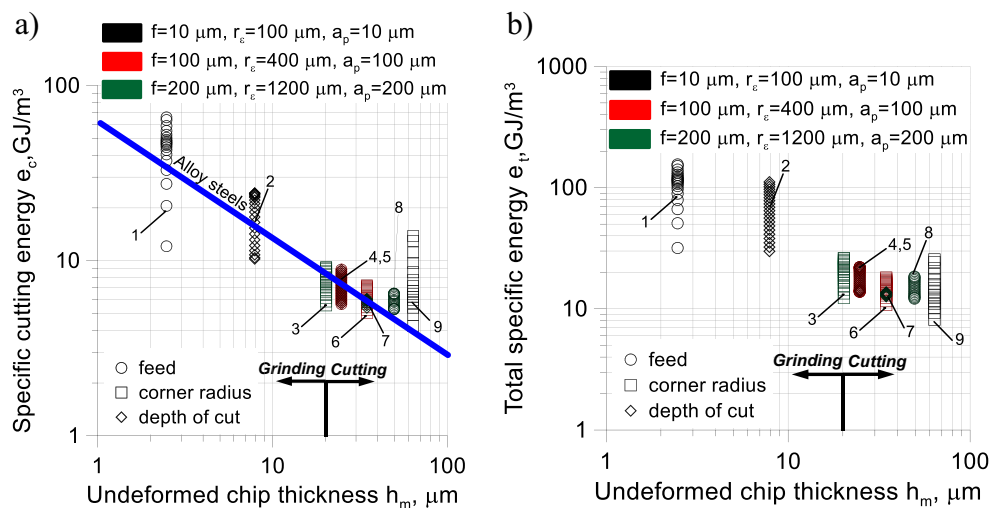 a)
f=10 μm, rε=100 μm, ap=10 μm
f=100 μm, rε=400 μm, ap=100 μm
f=200 μm, rε=1200 μm, ap=200 μm
Specific cutting energy ec,GJ/m³
100
10
1
Alloy steels
1
2
3
4,5
6
7
8
9
feed
corner radius
depth of cut
Grinding Cutting
1 10 100
Undeformed chip thickness hm, μm
b)
f=10 μm, rε=100 μm, ap=10 μm
f=100 μm, rε=400 μm, ap=100 μm
f=200 μm, rε=1200 μm, ap=200 μm
Total specific energy et,GJ/m³
1000
100
10
1
1
2
3
4,5
6
7
8
9
feed
corner radius
depth of cut
Grinding Cutting
1 10 100
Undeformed chip thickness hm, μm